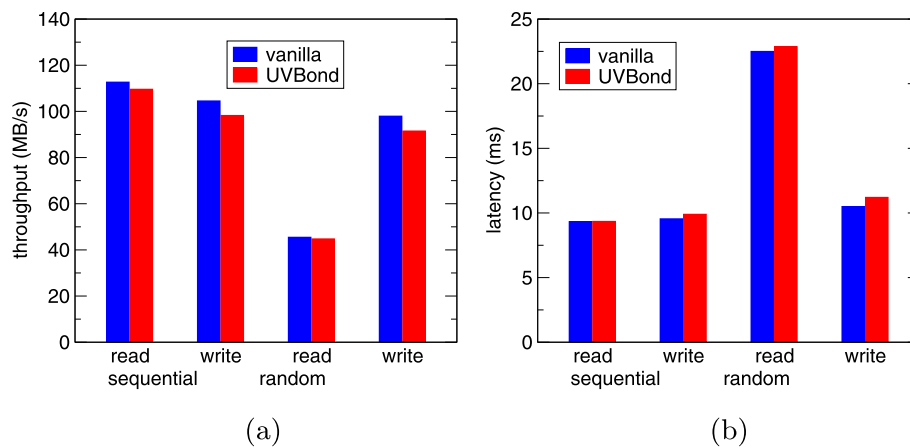 140
120
100
80
60
40
20
0
throughput (MB/s)
vanilla
UVBond
read write read write
sequential random
(a)
25
20
15
10
5
0
latency (ms)
vanilla
UVBond
read write read write
sequential random
(b)